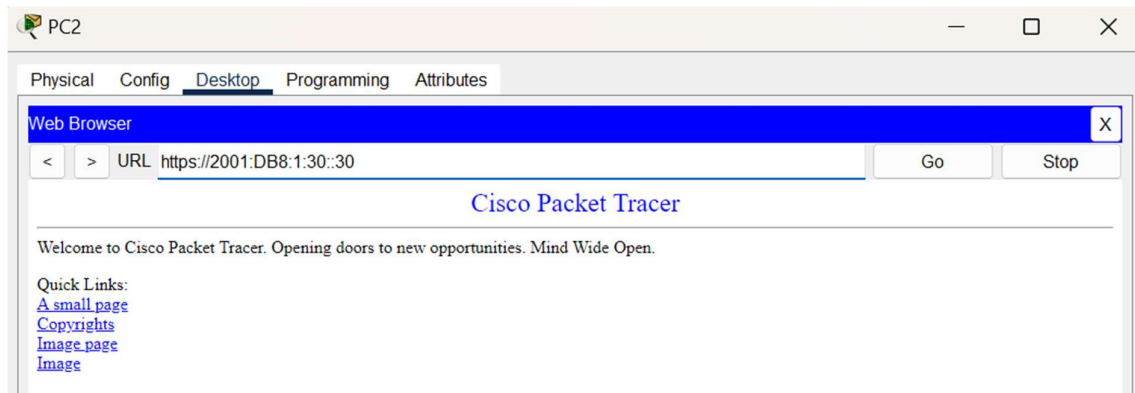 PC2
Physical Config Desktop Programming Attributes
Web Browser
X
< > URL https://2001:DB8:1:30::30 Go Stop
Cisco Packet Tracer
Welcome to Cisco Packet Tracer. Opening doors to new opportunities. Mind Wide Open.
Quick Links:
A small page
Copyrights
Image page
Image